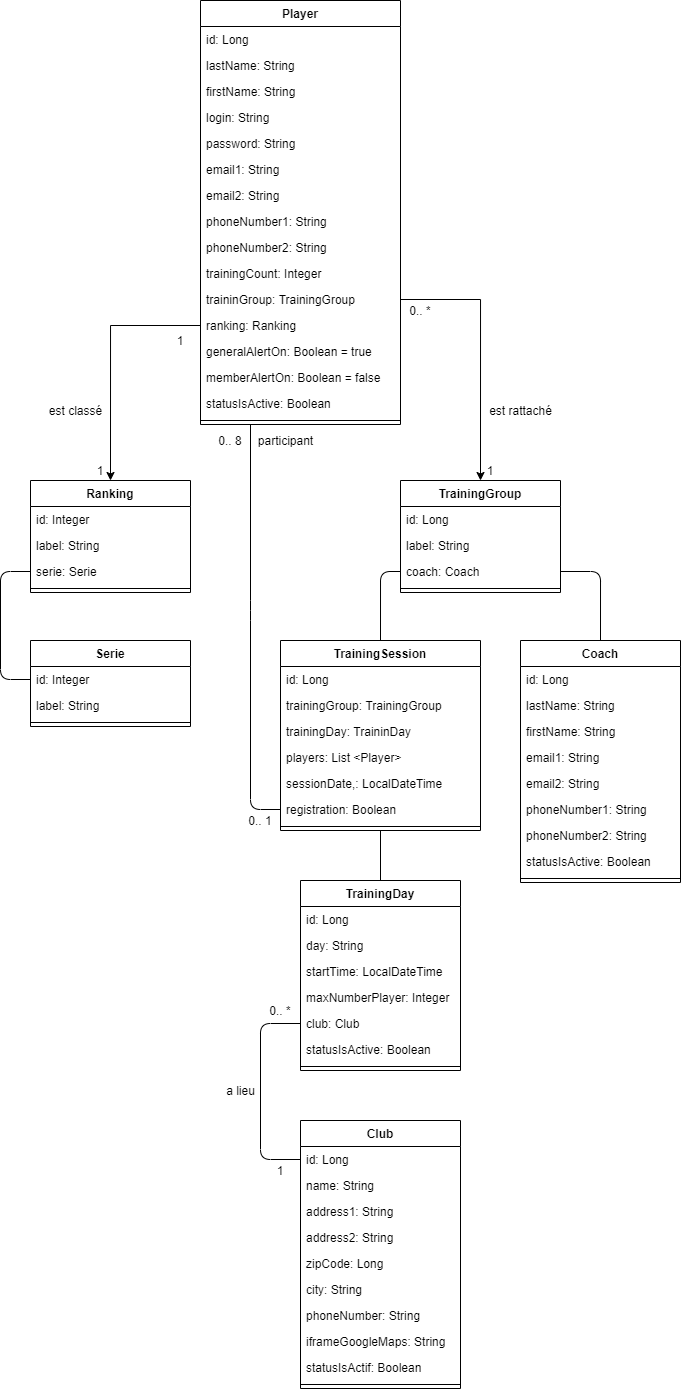 Player
id: Long
lastName: String
firstName: String
login: String
password: String
email1: String
email2: String
phoneNumber1: String
phoneNumber2: String
trainingCount: Integer
traininGroup: TrainingGroup
ranking: Ranking
generalAlertOn: Boolean = true
memberAlertOn: Boolean = false
statusIsActive: Boolean
1
0.. *
est classé
est rattaché
0.. 8
participant
1
1
Ranking
id: Integer
label: String
serie: Serie
TrainingGroup
id: Long
label: String
coach: Coach
Serie
id: Integer
label: String
TrainingSession
id: Long
trainingGroup: TrainingGroup
trainingDay: TraininDay
players: List <Player>
sessionDate,: LocalDateTime
registration: Boolean
0.. 1
Coach
id: Long
lastName: String
firstName: String
email1: String
email2: String
phoneNumber1: String
phoneNumber2: String
statusIsActive: Boolean
TrainingDay
id: Long
day: String
startTime: LocalDateTime
maxNumberPlayer: Integer
club: Club
statusIsActive: Boolean
0.. *
a lieu
1
Club
id: Long
name: String
address1: String
address2: String
zipCode: Long
city: String
phoneNumber: String
iframeGoogleMaps: String
statusIsActif: Boolean